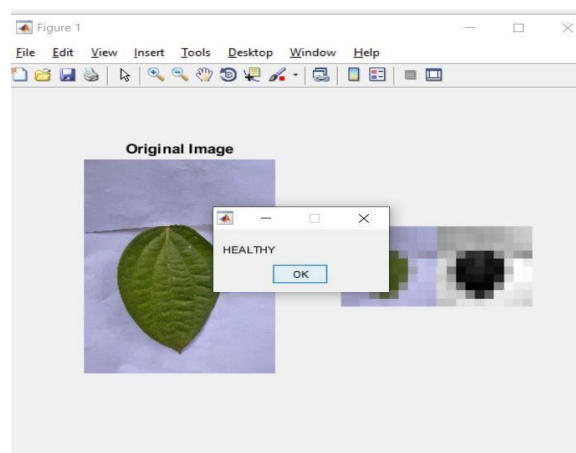 Figure 1
File Edit View Insert Tools Desktop Window Help
Original Image
HEALTHY
OK